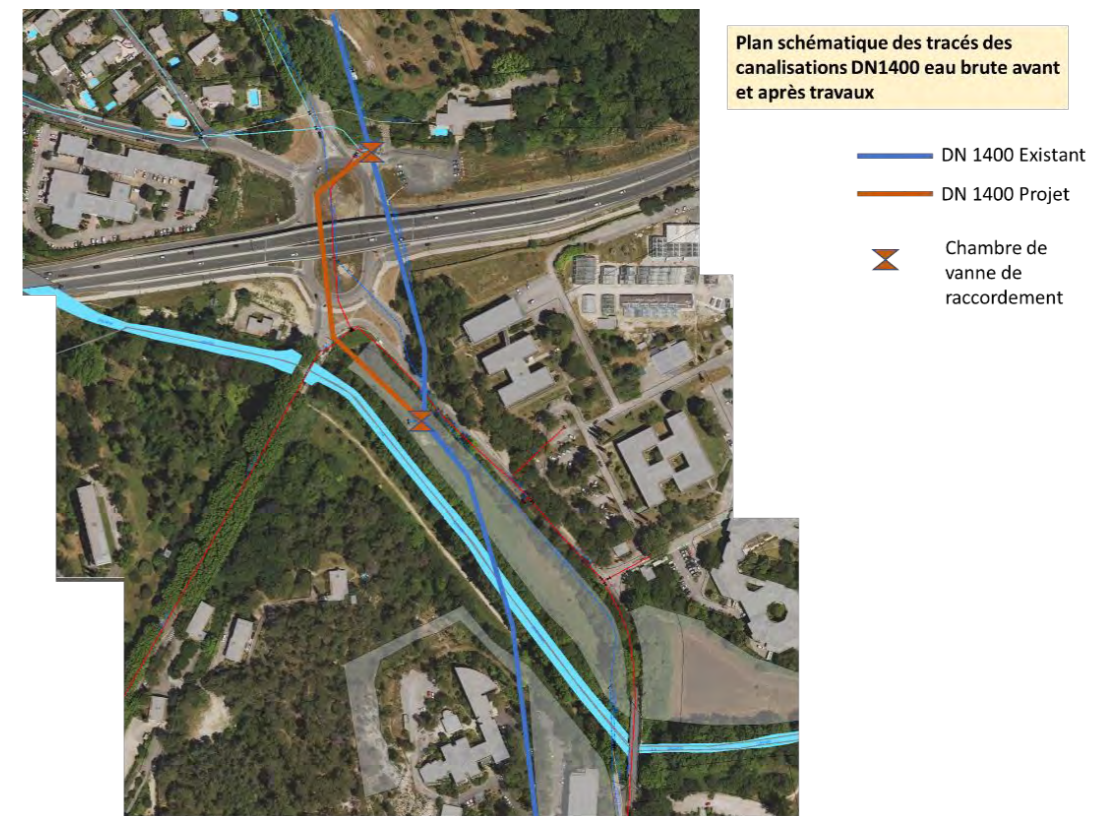 Plan schématique des tracés des
canalisations DN1400 eau brute avant
et après travaux
DN 1400 Existant
DN 1400 Projet
Chambre de
vanne de
raccordement